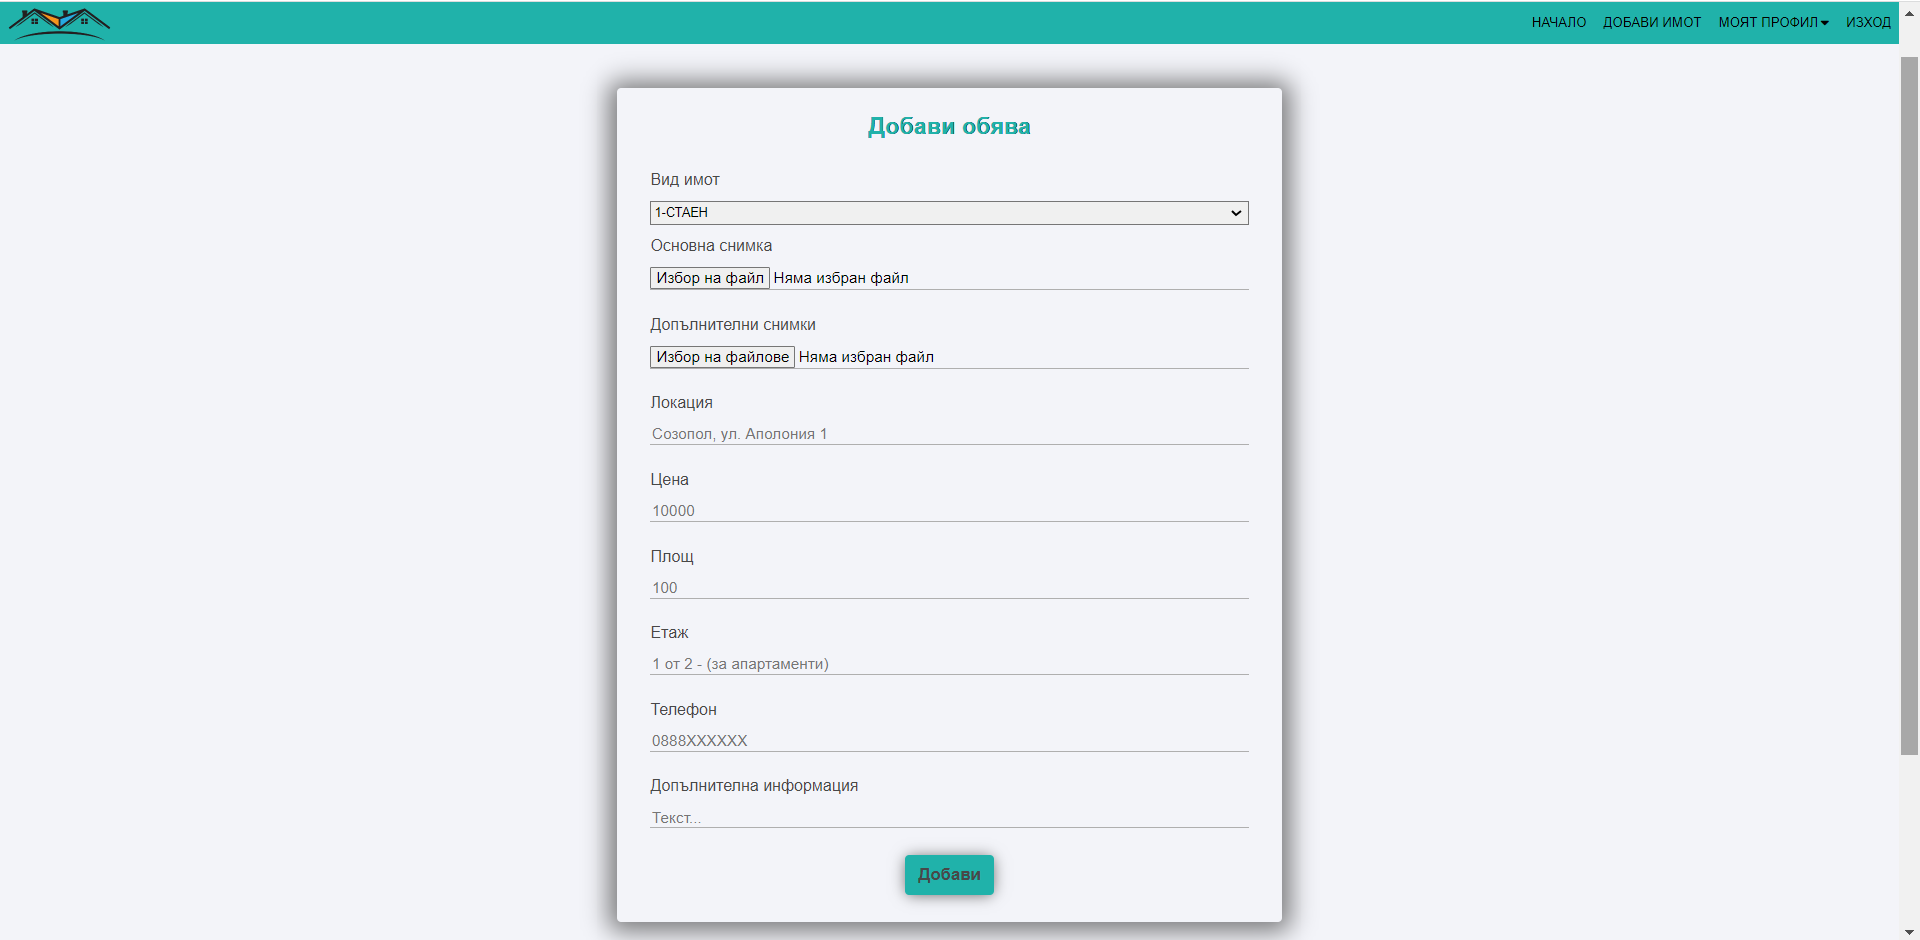 НАЧАЛО ДОБАВИ ИМОТ МОЯТ ПРОФИЛ ИЗХОД
Добави обява
Вид имот
1-СТАЕН
Основна снимка
Избор на файл Няма избран файл
Допълнителни снимки
Избор на файлове Няма избран файл
Локация
Созопол, ул. Аполония 1
Цена
10000
Площ
100
Етаж
1 от 2 - (за апартаменти)
Телефон
0888XXXXXX
Допълнителна информация
Текст...
Добави